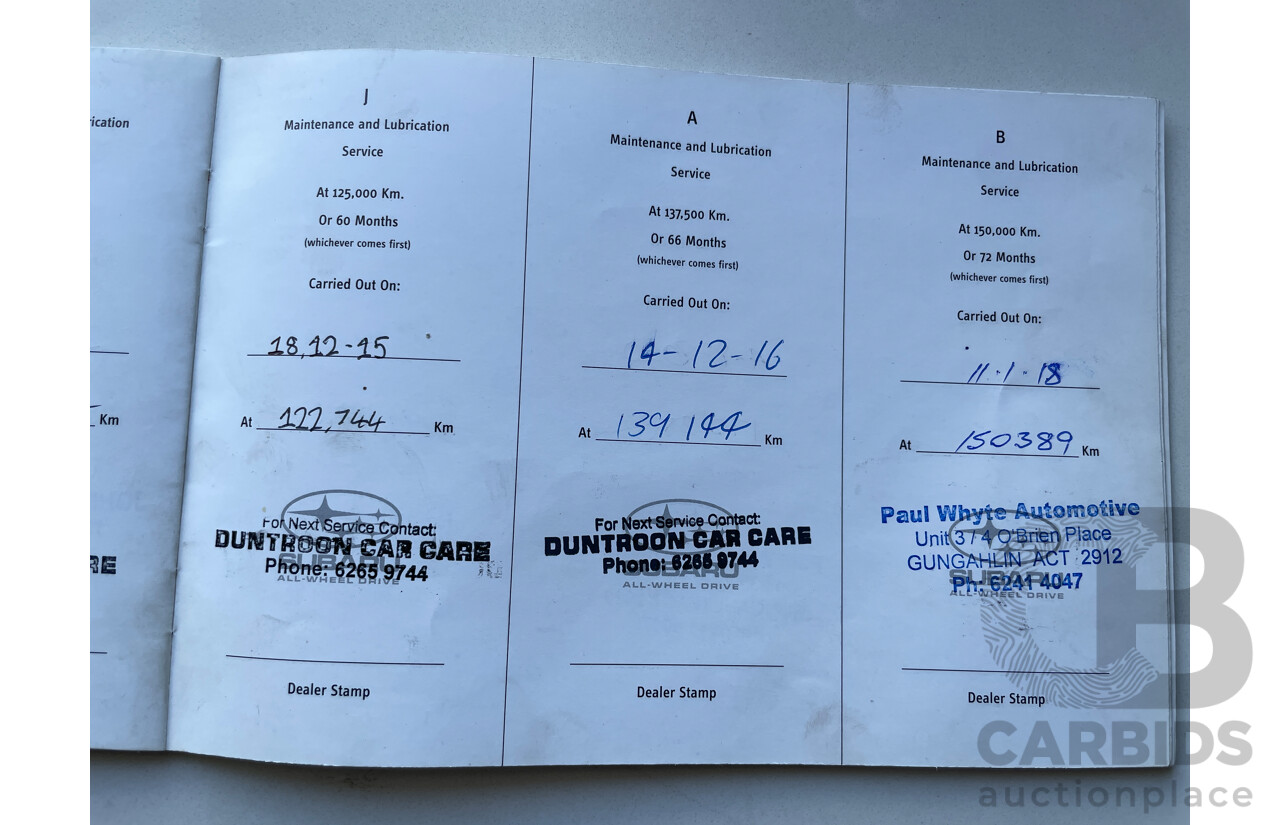 rication
Km
RE
J
Maintenance and Lubrication
Service
At 125,000 Km.
Or 60 Months
(whichever comes first)
Carried Out On:
18,12-15
At 122,744 Km
For Next Service Contact:
DUNTROON CAR CARE
Phone: 6265 9744
SUBARU
ALL-WHEEL DRIVE
Dealer Stamp
A
Maintenance and Lubrication
Service
At 137,500 Km.
Or 66 Months
(whichever comes first)
Carried Out On:
14-12-16
At 139 144 Km
For Next Service Contact:
DUNTROON CAR CARE
Phone: 6265 9744
SUBARU
ALL-WHEEL DRIVE
Dealer Stamp
B
Maintenance and Lubrication
Service
At 150,000 Km.
Or 72 Months
(whichever comes first)
Carried Out On:
11.1.18
At 150389 Km
Paul Whyte Automotive
Unit 3 / 4 O'Brien Place
GUNGAHLIN ACT 2912
Ph: 6241 4047
SUBARU
ALL-WHEEL DRIVE
Dealer Stamp
CB
CARBIDS
auctionplace